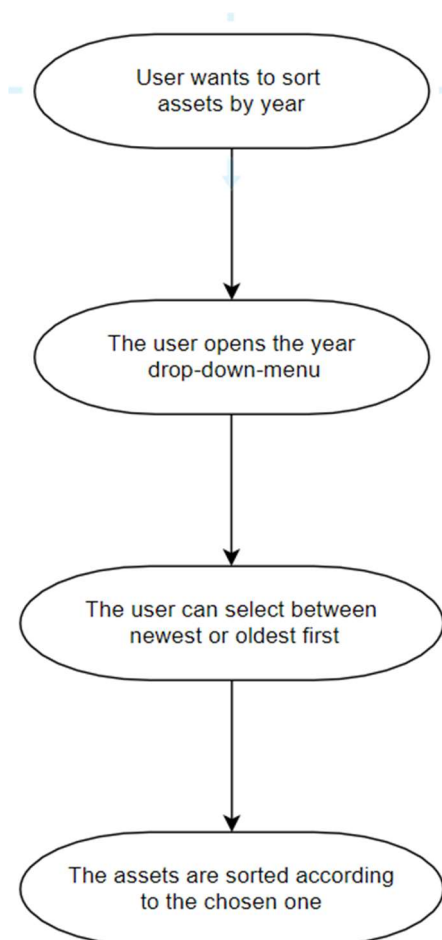 User wants to sort
assets by year
The user opens the year
drop-down-menu
The user can select between
newest or oldest first
The assets are sorted according
to the chosen one